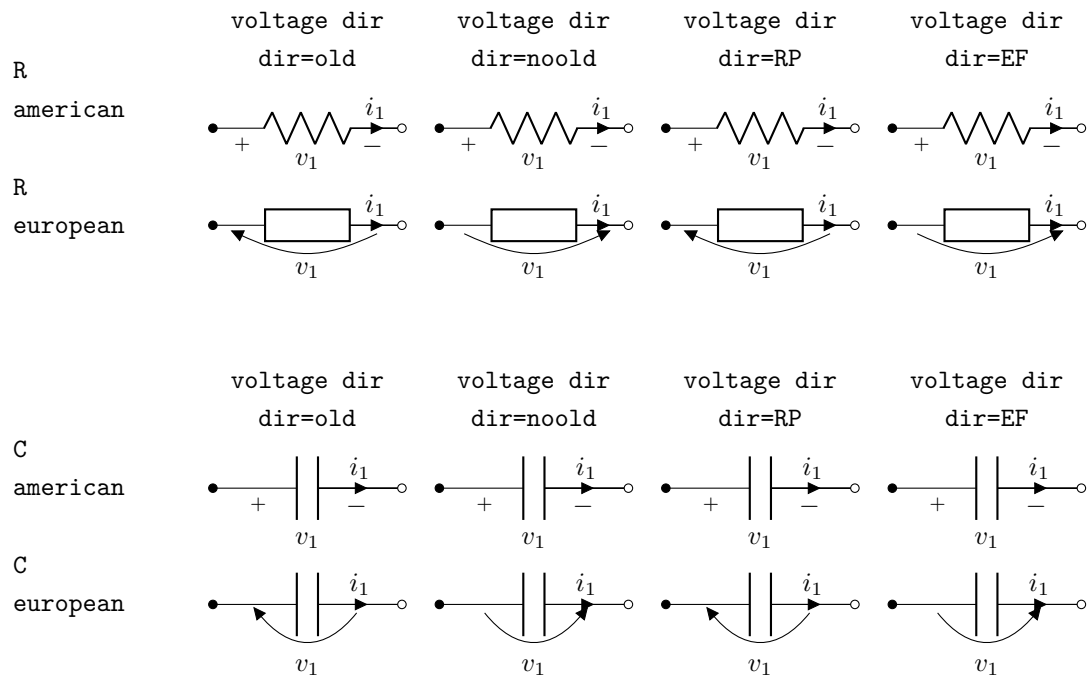 voltage dir voltage dir voltage dir voltage dir
dir=old dir=noold dir=RP dir=EF
R
american
i₁ i₁ i₁ i₁
+ − + − + − + −
v₁ v₁ v₁ v₁
R
european
i₁ i₁ i₁ i₁
v₁ v₁ v₁ v₁
voltage dir voltage dir voltage dir voltage dir
dir=old dir=noold dir=RP dir=EF
C
american
i₁ i₁ i₁ i₁
+ − + − + − + −
v₁ v₁ v₁ v₁
C
european
i₁ i₁ i₁ i₁
v₁ v₁ v₁ v₁